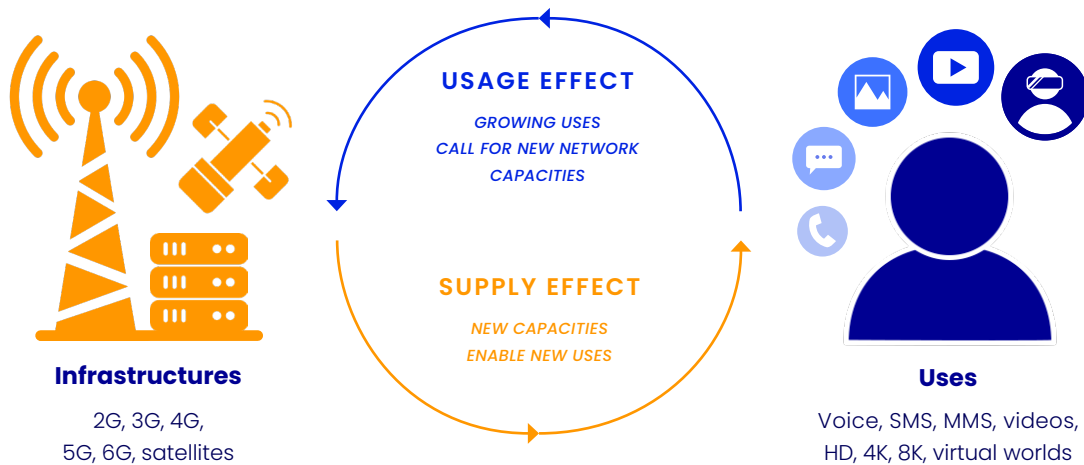 USAGE EFFECT
GROWING USES
CALL FOR NEW NETWORK
CAPACITIES
SUPPLY EFFECT
NEW CAPACITIES
ENABLE NEW USES
Infrastructures
2G, 3G, 4G,
5G, 6G, satellites
Uses
Voice, SMS, MMS, videos,
HD, 4K, 8K, virtual worlds